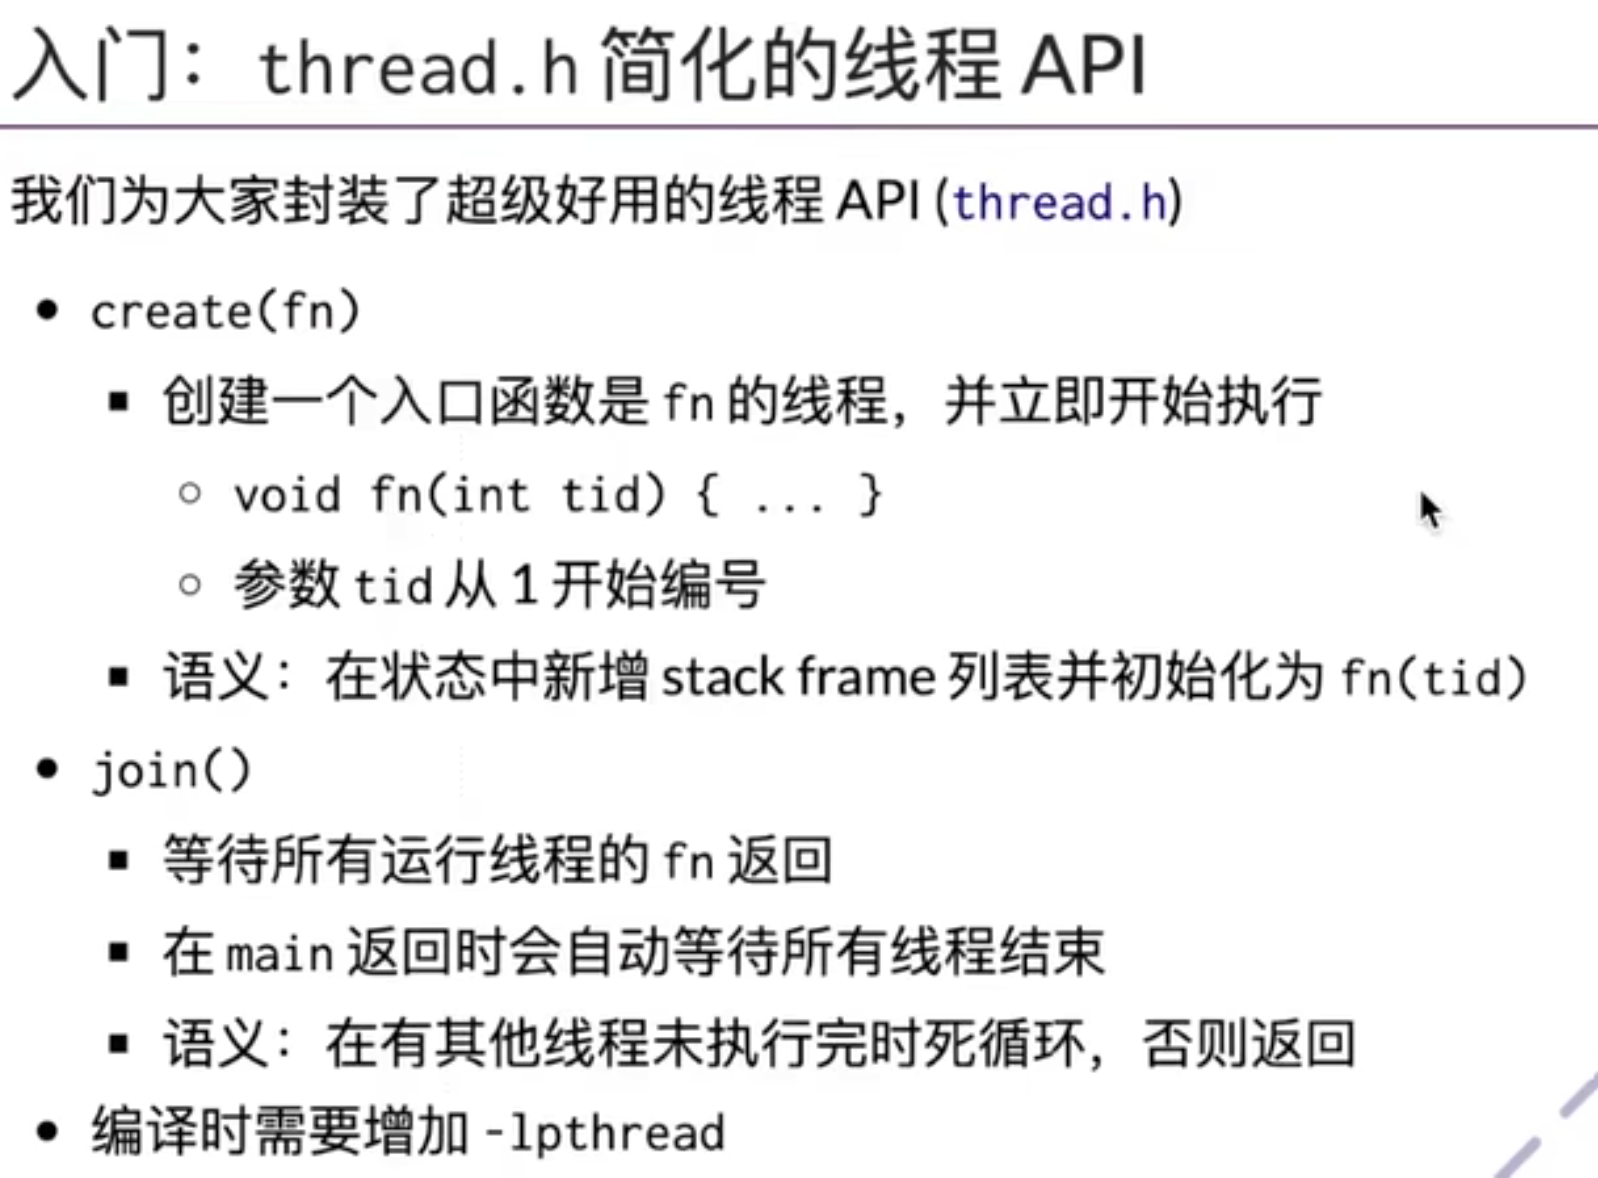 入门：thread.h 简化的线程 API
我们为大家封装了超级好用的线程 API (thread.h)
create(fn)
创建一个入口函数是 fn 的线程，并立即开始执行
void fn(int tid) { ... }
参数 tid 从 1 开始编号
语义：在状态中新增 stack frame 列表并初始化为 fn(tid)
join()
等待所有运行线程的 fn 返回
在 main 返回时会自动等待所有线程结束
语义：在有其他线程未执行完时死循环，否则返回
编译时需要增加 -lpthread